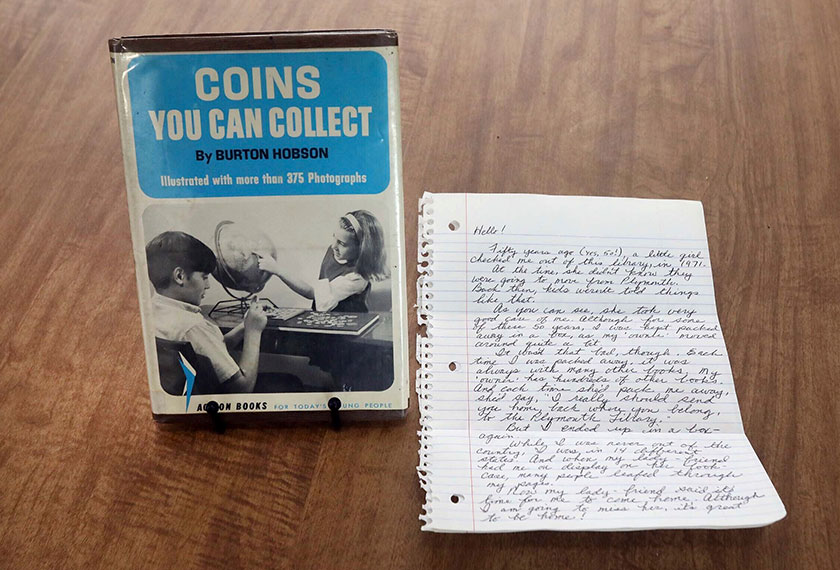 COINS
YOU CAN COLLECT
By BURTON HOBSON
Illustrated with more than 375 Photographs
BOOKS FOR TODAY'S YOUNG PEOPLE
Hello!
Fifty years ago (yes, 50!) a little girl
checked me out of this library, in 1971.
At the time, she didn't know they
were going to move from Plymouth.
Back then, kids weren't told things
like that.
As you can see, she took very
good care of me. Although for some
of these 50 years, I was kept packed
away in a box, as my "owner" moved
around quite a bit.
It wasn't that bad, though. Each
time I was packed away, it was
always with many other books. My
"owner" has hundreds of other books.
And each time she'd pack me away,
she'd say, "I really should send
you home, back where you belong,
to the Plymouth Library."
But I ended up in a box
again.
While I was never out of the
country, I was in 14 different
states. And when my lady friend
had me on display on her book-
case, many people leafed through
my pages.
Now my lady friend said it's
time for me to come home. Although
I am going to miss her, it's great
to be home!